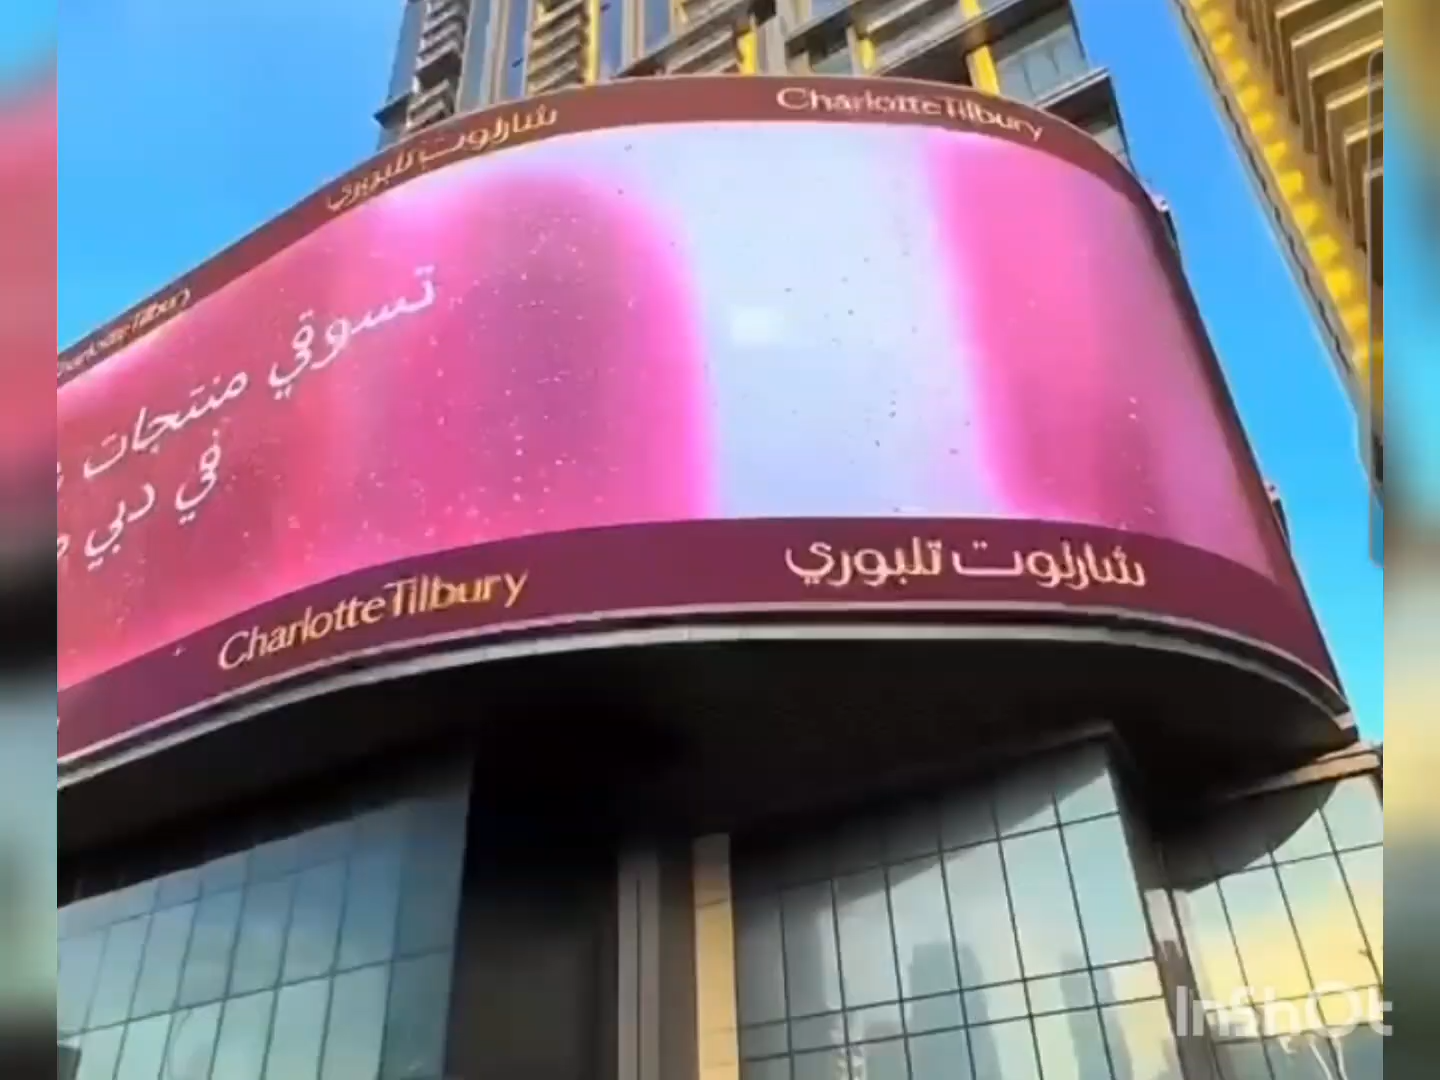 شارلوت تلبوري
CharlotteTilbury
CharlotteTilbury
تسوقي منتجات
في دبي
CharlotteTilbury
شارلوت تلبوري
InShOt